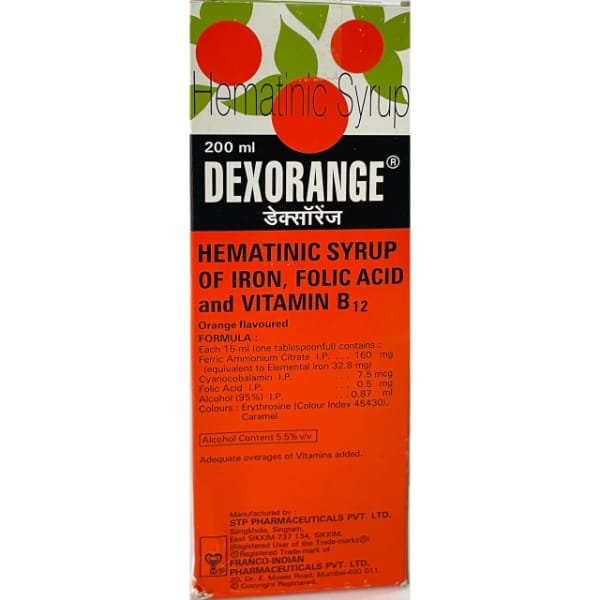 Hematinic Syrup
200 ml
DEXORANGE®
डेक्सॉरेंज
HEMATINIC SYRUP
OF IRON, FOLIC ACID
and VITAMIN B12
Orange flavoured
FORMULA :
Each 15 ml (one tablespoonful) contains :
Ferric Ammonium Citrate I.P. ... 160 mg
(equivalent to Elemental Iron 32.8 mg)
Cyanocobalamin I.P. ... 7.5 mcg
Folic Acid I.P. ... 0.5 mg
Alcohol (95%) I.P. ... 0.87 ml
Colours : Erythrosine (Colour Index 45430),
Caramel
Alcohol Content 5.5% v/v
Adequate overages of Vitamins added.
Manufactured by :
STP PHARMACEUTICALS PVT. LTD.
Sangkhola, Singtam,
East SIKKIM-737 134, SIKKIM.
(Registered User of the Trade-marks®)
®Registered Trade-mark of
FRANCO-INDIAN
PHARMACEUTICALS PVT. LTD.
20, Dr. E. Moses Road, Mumbai-400 011.
© Copyright Registered.